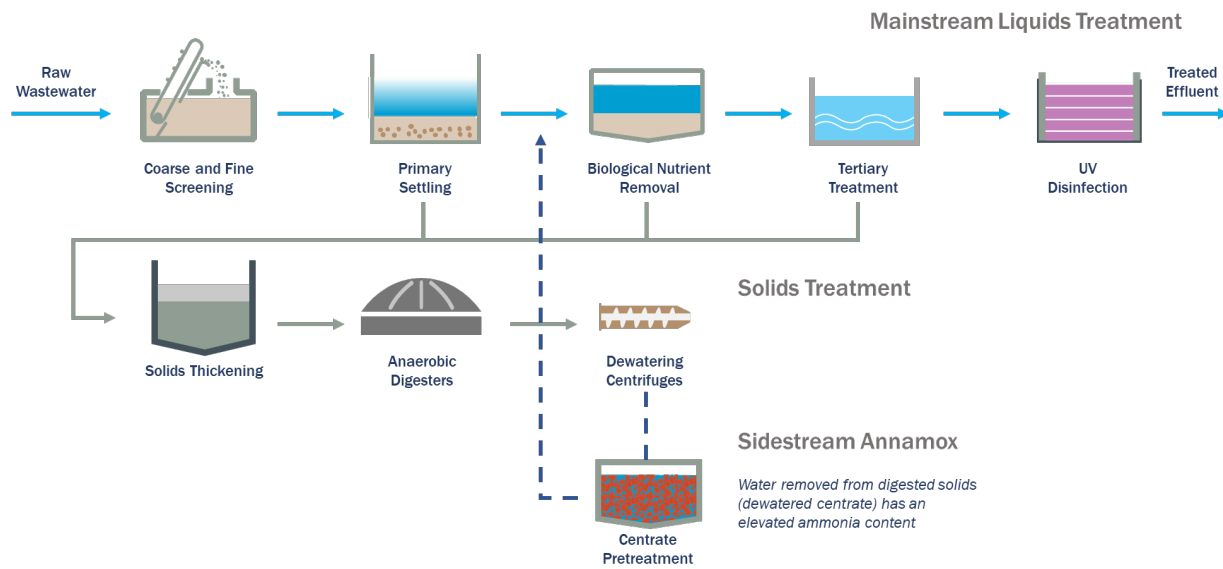 Mainstream Liquids Treatment
Raw
Wastewater
Treated
Effluent
Coarse and Fine
Screening
Primary
Settling
Biological Nutrient
Removal
Tertiary
Treatment
UV
Disinfection
Solids Treatment
Solids Thickening
Anaerobic
Digesters
Dewatering
Centrifuges
Sidestream Annamox
Water removed from digested solids
(dewatered centrate) has an
elevated ammonia content
Centrate
Pretreatment